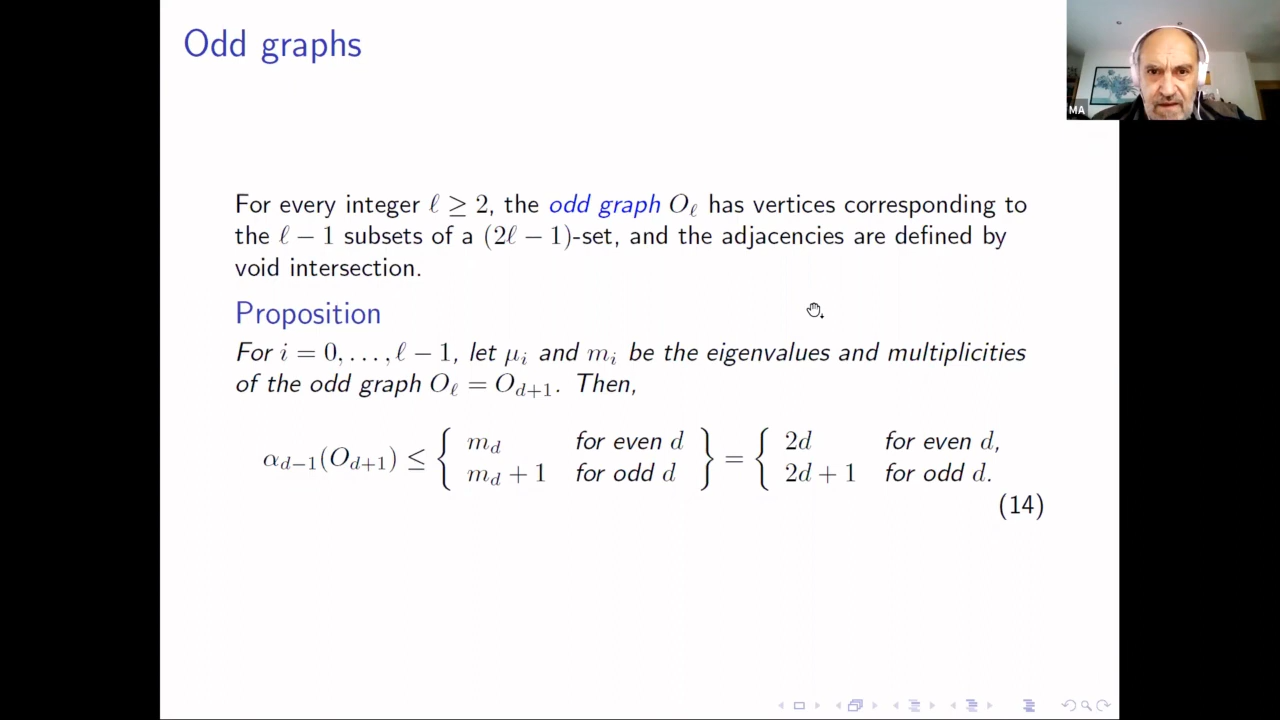 Odd graphs
MA
For every integer ℓ ≥ 2, the odd graph O_ℓ has vertices corresponding to
the ℓ − 1 subsets of a (2ℓ − 1)-set, and the adjacencies are defined by
void intersection.
Proposition
For i = 0, . . . , ℓ − 1, let μ_i and m_i be the eigenvalues and multiplicities
of the odd graph O_ℓ = O_{d+1}. Then,
α_{d−1}(O_{d+1}) ≤ { m_d for even d } = { 2d for even d,
m_d + 1 for odd d 2d + 1 for odd d.
(14)